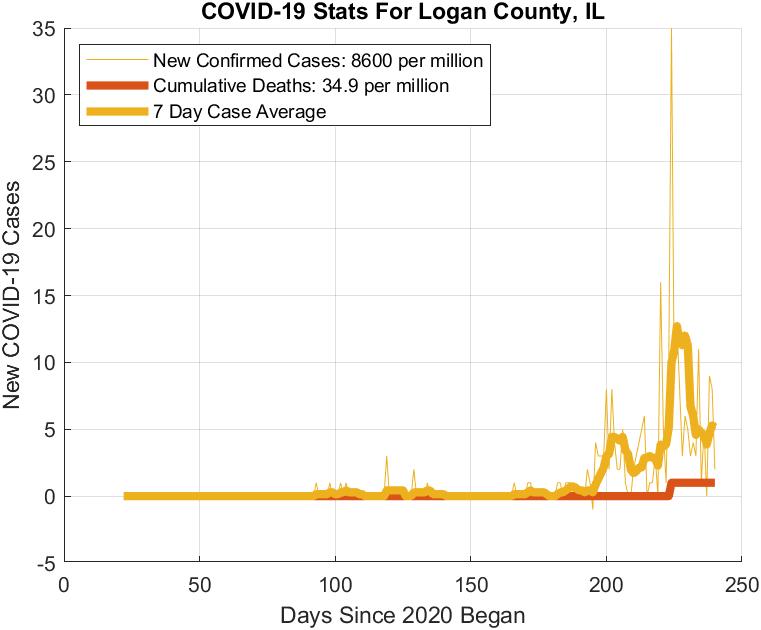 COVID-19 Stats For Logan County, IL
New Confirmed Cases: 8600 per million
Cumulative Deaths: 34.9 per million
7 Day Case Average
New COVID-19 Cases
35
30
25
20
15
10
5
0
-5
0 50 100 150 200 250
Days Since 2020 Began